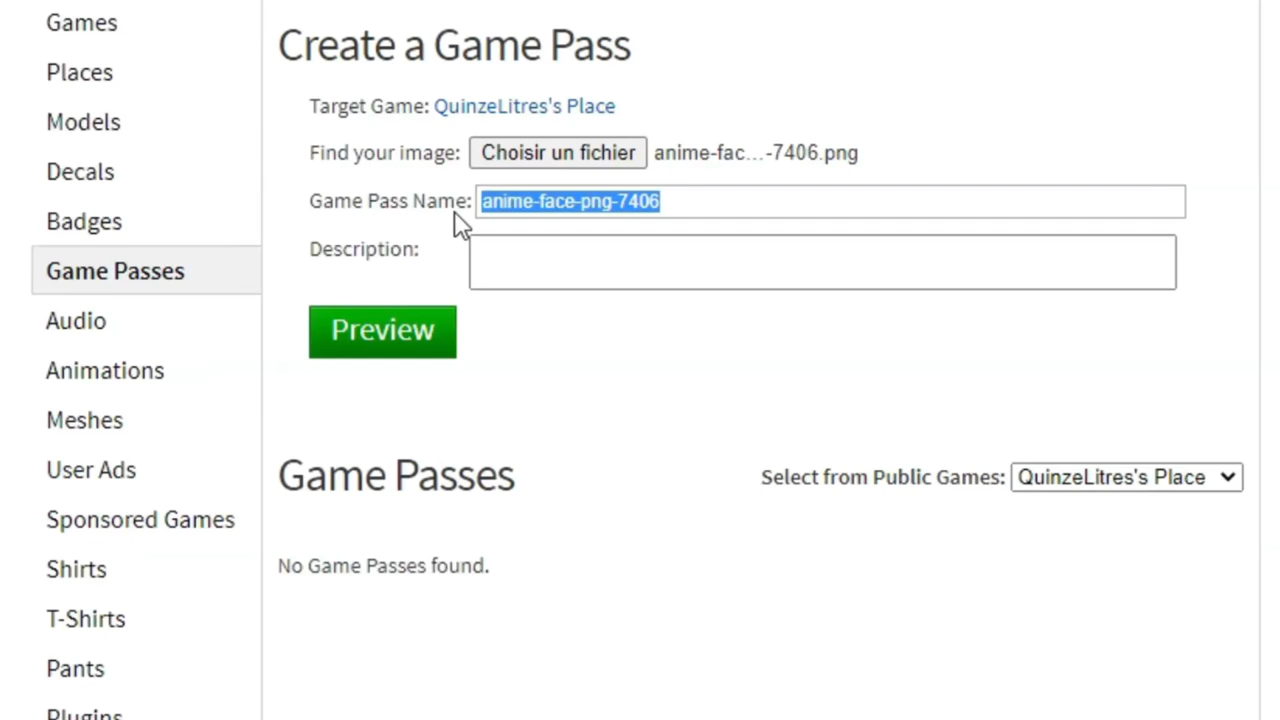 Games
Places
Models
Decals
Badges
Game Passes
Audio
Animations
Meshes
User Ads
Sponsored Games
Shirts
T-Shirts
Pants
Plugins
Create a Game Pass
Target Game: QuinzeLitres's Place
Find your image: Choisir un fichier anime-fac...-7406.png
Game Pass Name: anime-face-png-7406
Description:
Preview
Game Passes
Select from Public Games: QuinzeLitres's Place
No Game Passes found.